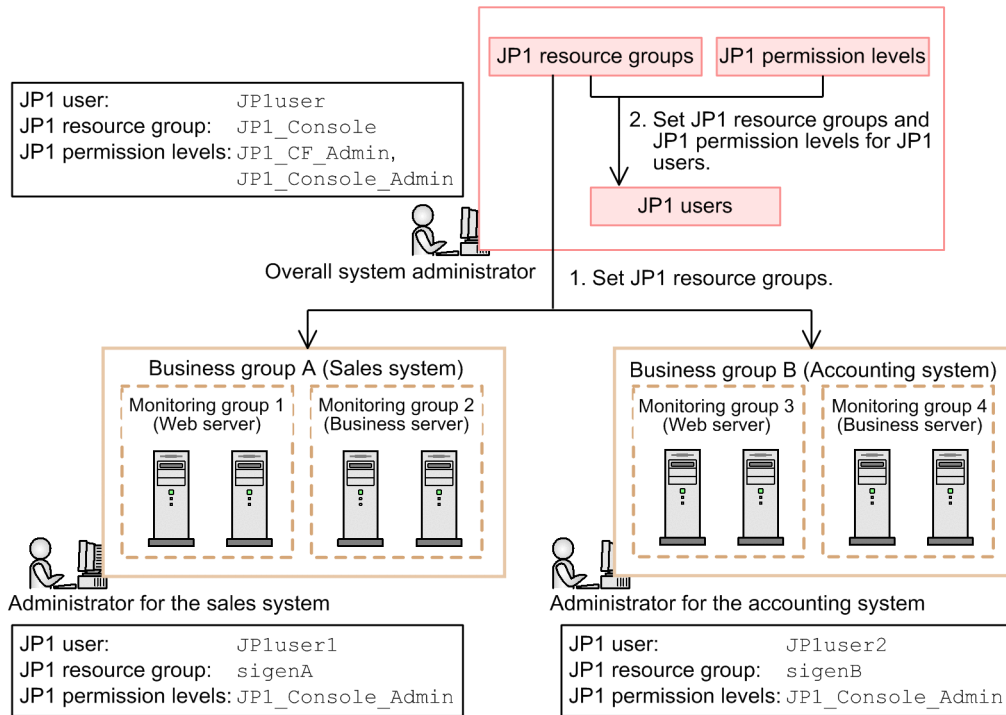 JP1 resource groups
JP1 permission levels
JP1 user: JP1user
JP1 resource group: JP1_Console
JP1 permission levels: JP1_CF_Admin,
JP1_Console_Admin
2. Set JP1 resource groups and
JP1 permission levels for JP1
users.
JP1 users
Overall system administrator
1. Set JP1 resource groups.
Business group A (Sales system)
Monitoring group 1
(Web server)
Monitoring group 2
(Business server)
Business group B (Accounting system)
Monitoring group 3
(Web server)
Monitoring group 4
(Business server)
Administrator for the sales system
JP1 user: JP1user1
JP1 resource group: sigenA
JP1 permission levels: JP1_Console_Admin
Administrator for the accounting system
JP1 user: JP1user2
JP1 resource group: sigenB
JP1 permission levels: JP1_Console_Admin